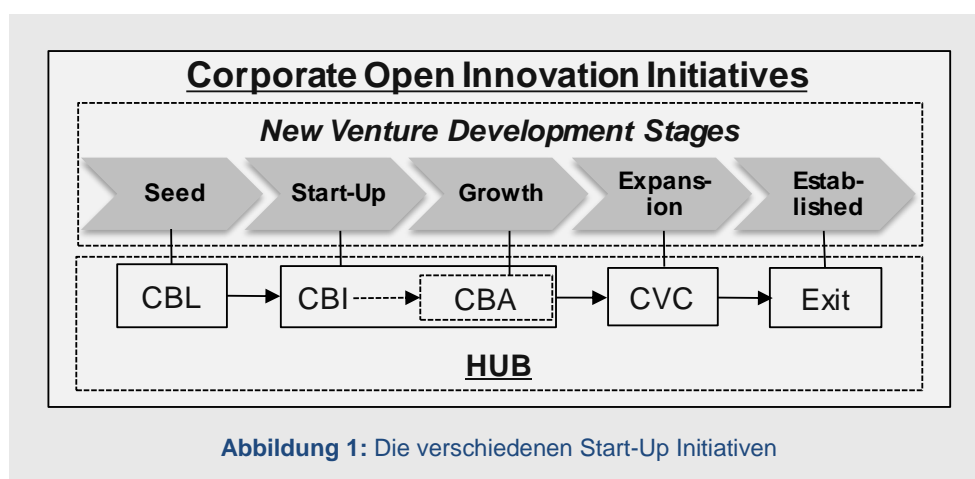 Corporate Open Innovation Initiatives
New Venture Development Stages
Seed
Start-Up
Growth
Expans-
ion
Estab-
lished
CBL
CBI
CBA
CVC
Exit
HUB
Abbildung 1: Die verschiedenen Start-Up Initiativen